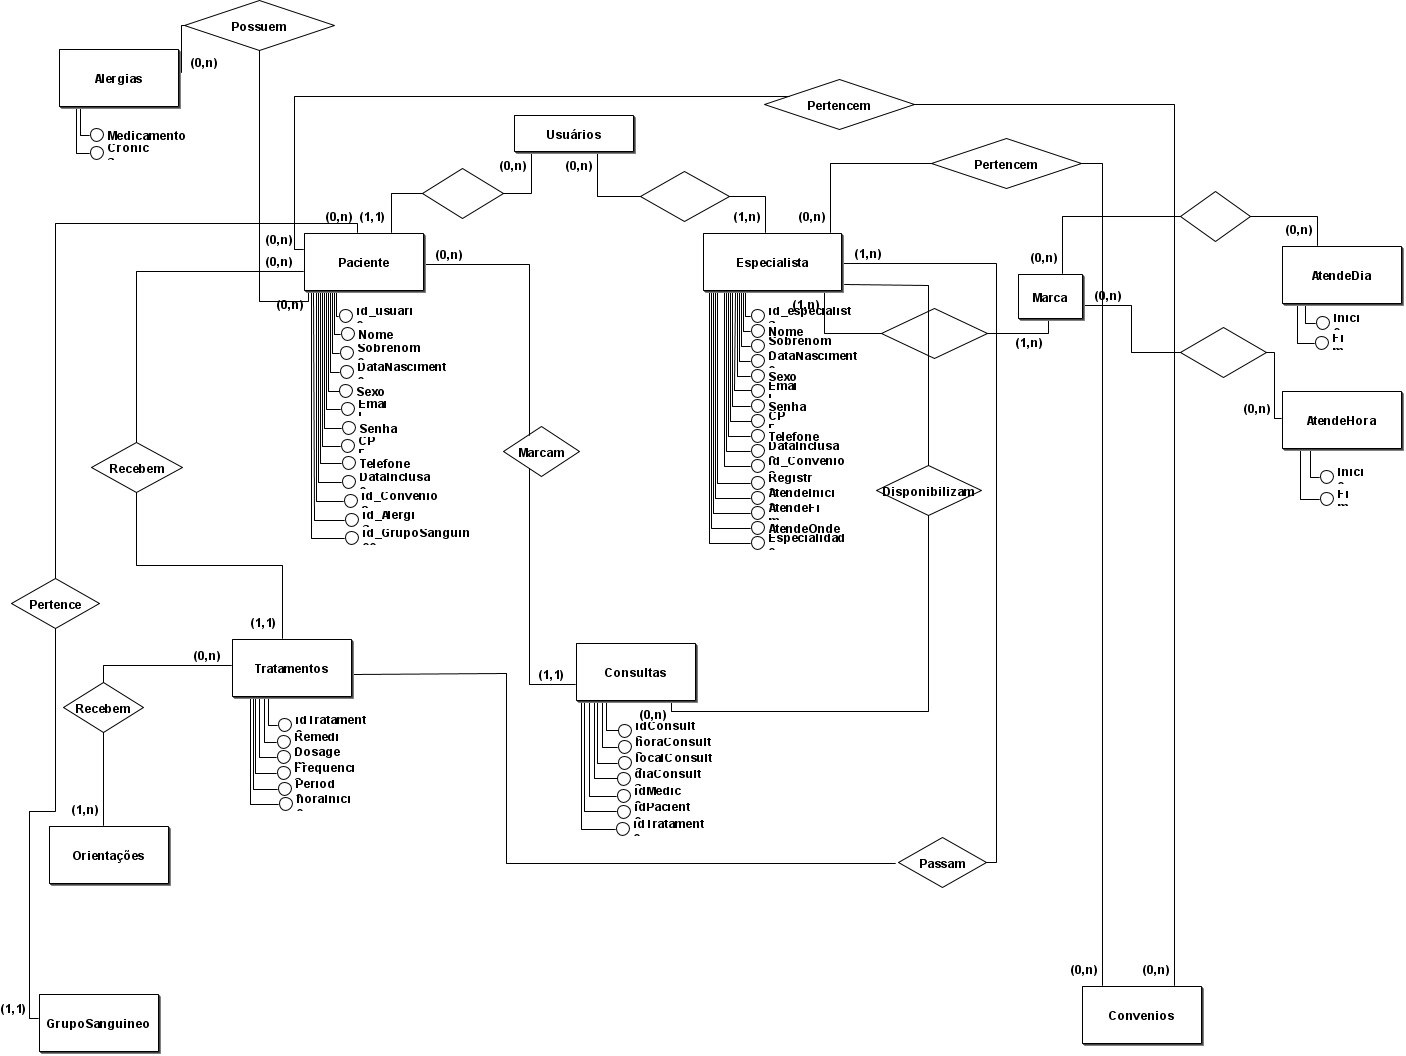 Possuem
(0,n)
Alergias
Medicamento
Cronic
Pertencem
Usuários
(0,n)
(0,n)
Pertencem
(0,n)
(1,1)
(1,n)
(0,n)
(0,n)
(0,n)
(0,n)
Paciente
(0,n)
Especialista
(1,n)
(0,n)
(0,n)
AtendeDia
Inici
Fi
Marca
(0,n)
(1,n)
(1,n)
(0,n)
AtendeHora
Inici
Fi
id_usuari
Nome
Sobrenom
DataNasciment
Sexo
Emai
Senha
CP
Telefone
DataInclusa
id_Convenio
id_Alergi
id_GrupoSanguin
id_especialist
Nome
Sobrenom
DataNasciment
Sexo
Emai
Senha
CP
Telefone
DataInclusa
id_Convenio
Registr
AtendeInici
AtendeFi
AtendeOnde
Especialidad
Recebem
Marcam
Disponibilizam
Pertence
(1,1)
(0,n)
Tratamentos
(1,1)
Consultas
(0,n)
Recebem
idTratament
Remedi
Dosage
Frequenci
Period
horaInici
idConsult
horaConsult
localConsult
diaConsult
idMedic
idPacient
idTratament
(1,n)
Orientações
Passam
(0,n)
(0,n)
(1,1)
GrupoSanguineo
Convenios